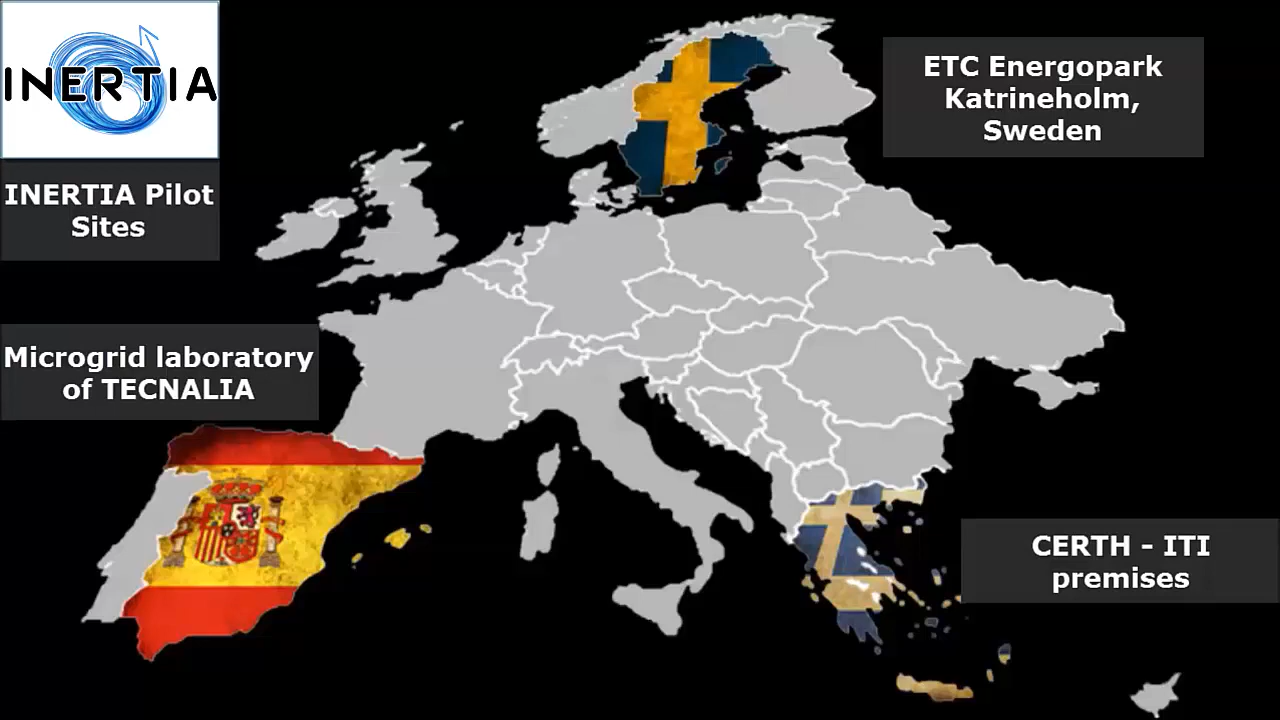 INERTIA
INERTIA Pilot
Sites
ETC Energopark
Katrineholm,
Sweden
Microgrid laboratory
of TECNALIA
CERTH - ITI
premises